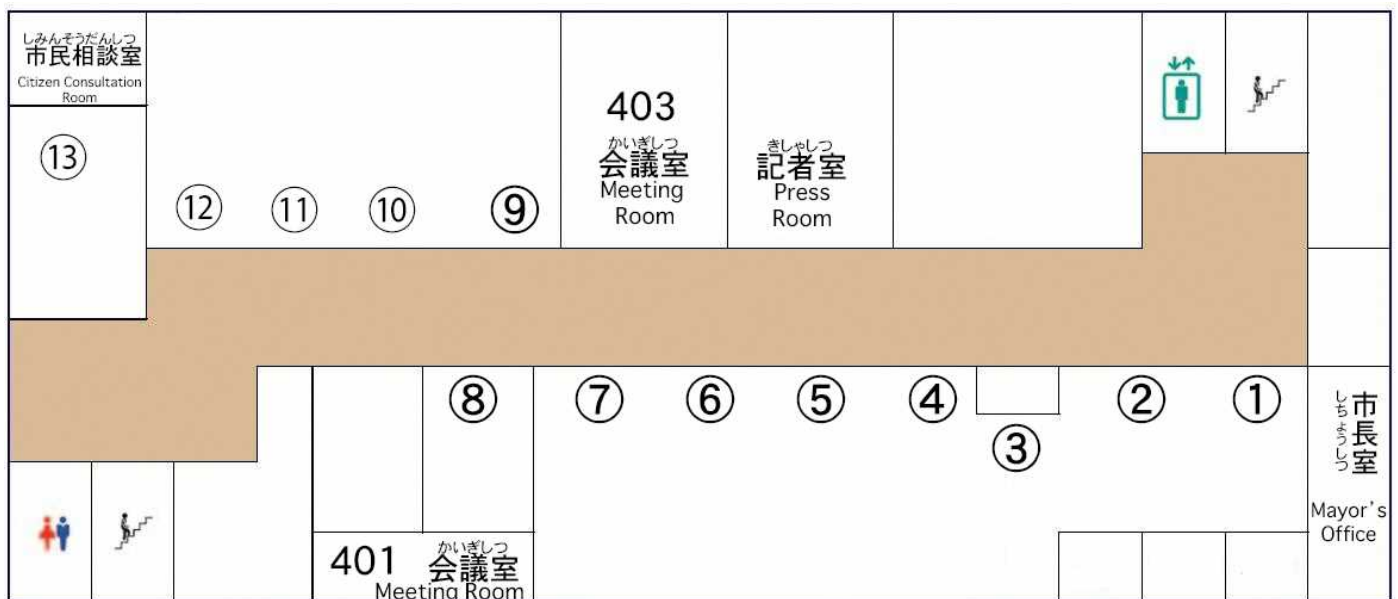 しみんそうだんしつ
市民相談室
Citizen Consultation
Room
⑬
⑫
⑪
⑩
⑨
403
かいぎしつ
会議室
Meeting
Room
きしゃしつ
記者室
Press
Room
⑧
⑦
⑥
⑤
④
③
②
①
しちょうしつ
市長室
Mayor's
Office
401
かいぎしつ
会議室
Meeting Room